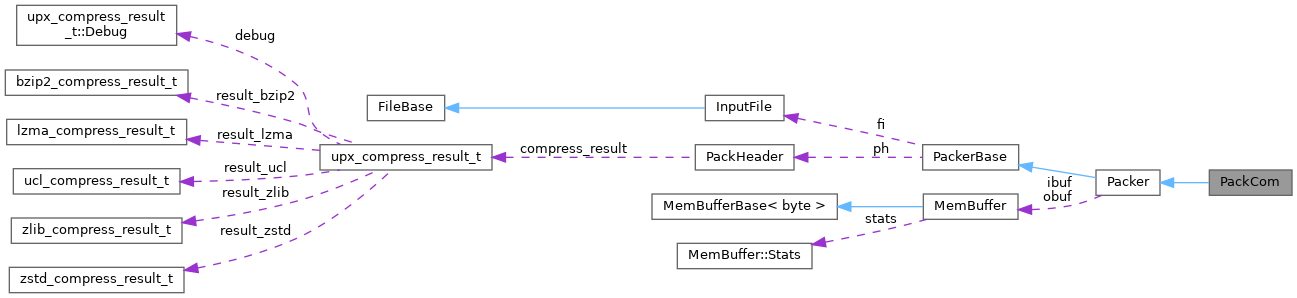 upx_compress_result
_t::Debug
debug
bzip2_compress_result_t
result_bzip2
FileBase
InputFile
fi
lzma_compress_result_t
result_lzma
upx_compress_result_t
compress_result
PackHeader
ph
PackerBase
ucl_compress_result_t
result_ucl
result_zlib
ibuf
obuf
Packer
PackCom
MemBufferBase< byte >
MemBuffer
stats
zlib_compress_result_t
result_zstd
MemBuffer::Stats
zstd_compress_result_t